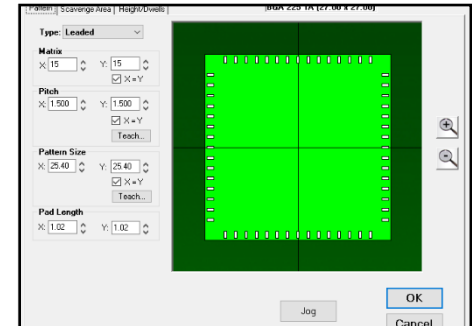 Pattern Scavenge Area Height/Dwells
BGA 225 1A (27.00 x 27.00)
Type: Leaded
Matrix
X: 15 Y: 15
X = Y
Pitch
X: 1.500 Y: 1.500
X = Y
Teach...
Pattern Size
X: 25.40 Y: 25.40
X = Y
Teach...
Pad Length
X: 1.02 Y: 1.02
Jog
OK
Cancel